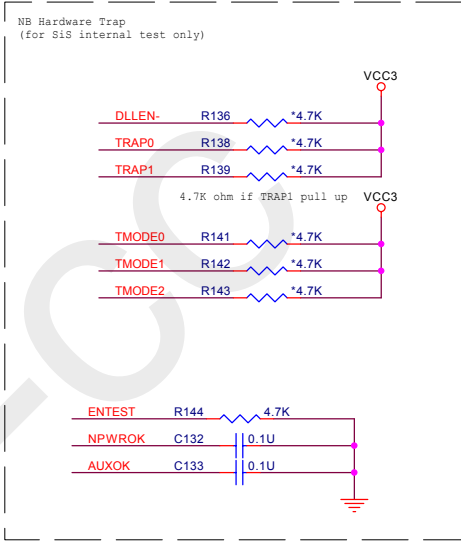 NB Hardware Trap
(for SiS internal test only)
VCC3
DLLEN- R136 *4.7K
TRAP0 R138 *4.7K
TRAP1 R139 *4.7K
4.7K ohm if TRAP1 pull up VCC3
TMODE0 R141 *4.7K
TMODE1 R142 *4.7K
TMODE2 R143 *4.7K
ENTEST R144 4.7K
NPWROK C132 0.1U
AUXOK C133 0.1U